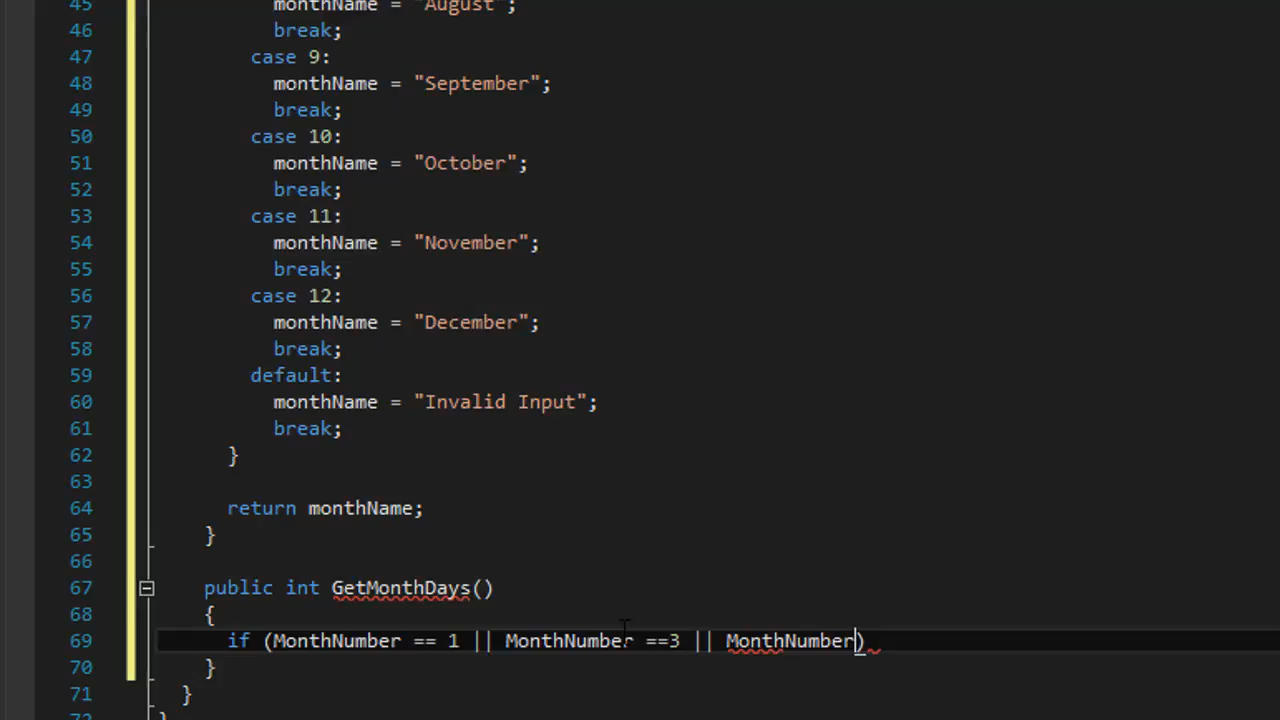 45 monthName = "August";
46 break;
47 case 9:
48 monthName = "September";
49 break;
50 case 10:
51 monthName = "October";
52 break;
53 case 11:
54 monthName = "November";
55 break;
56 case 12:
57 monthName = "December";
58 break;
59 default:
60 monthName = "Invalid Input";
61 break;
62 }
63
64 return monthName;
65 }
66
67 public int GetMonthDays()
68 {
69 if (MonthNumber == 1 || MonthNumber ==3 || MonthNumber)
70 }
71 }
72 }